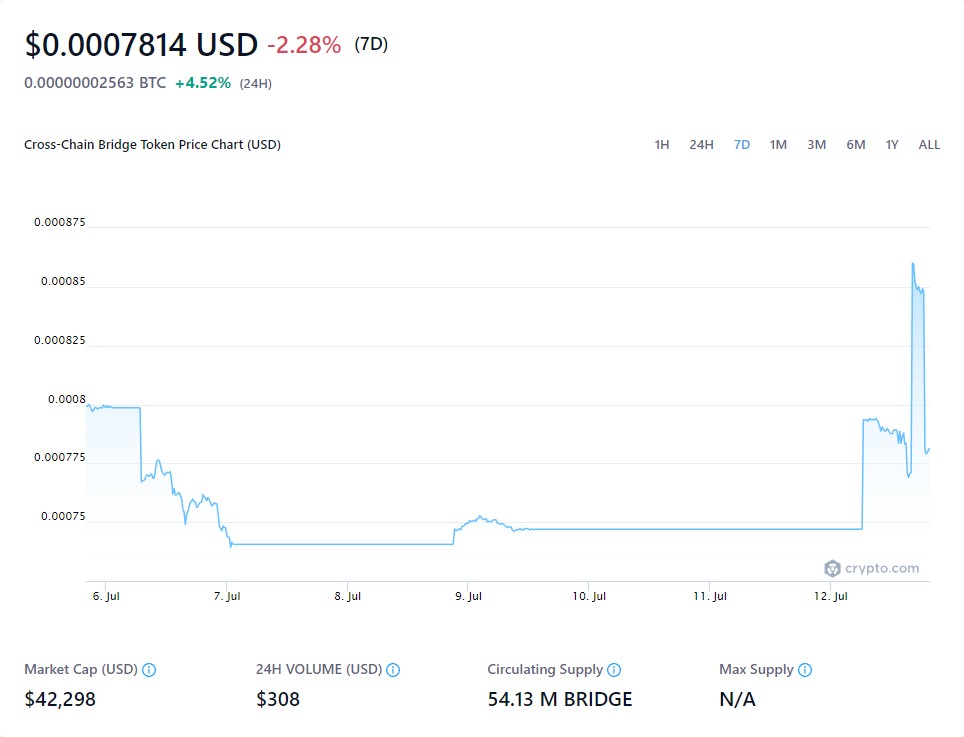 $0.0007814 USD -2.28% (7D)
0.00000002563 BTC +4.52% (24H)
Cross-Chain Bridge Token Price Chart (USD) 1H 24H 7D 1M 3M 6M 1Y ALL
0.000875
0.00085
0.000825
0.0008
0.000775
0.00075
crypto.com
6. Jul 7. Jul 8. Jul 9. Jul 10. Jul 11. Jul 12. Jul
Market Cap (USD) 24H VOLUME (USD) Circulating Supply Max Supply
$42,298 $308 54.13 M BRIDGE N/A